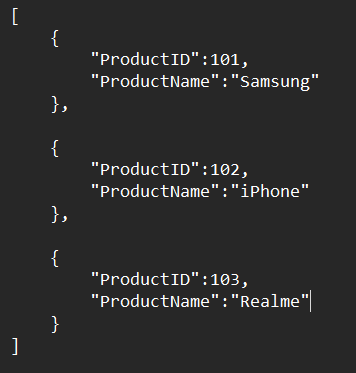 [
{
"ProductID":101,
"ProductName":"Samsung"
},
{
"ProductID":102,
"ProductName":"iPhone"
},
{
"ProductID":103,
"ProductName":"Realme"
}
]